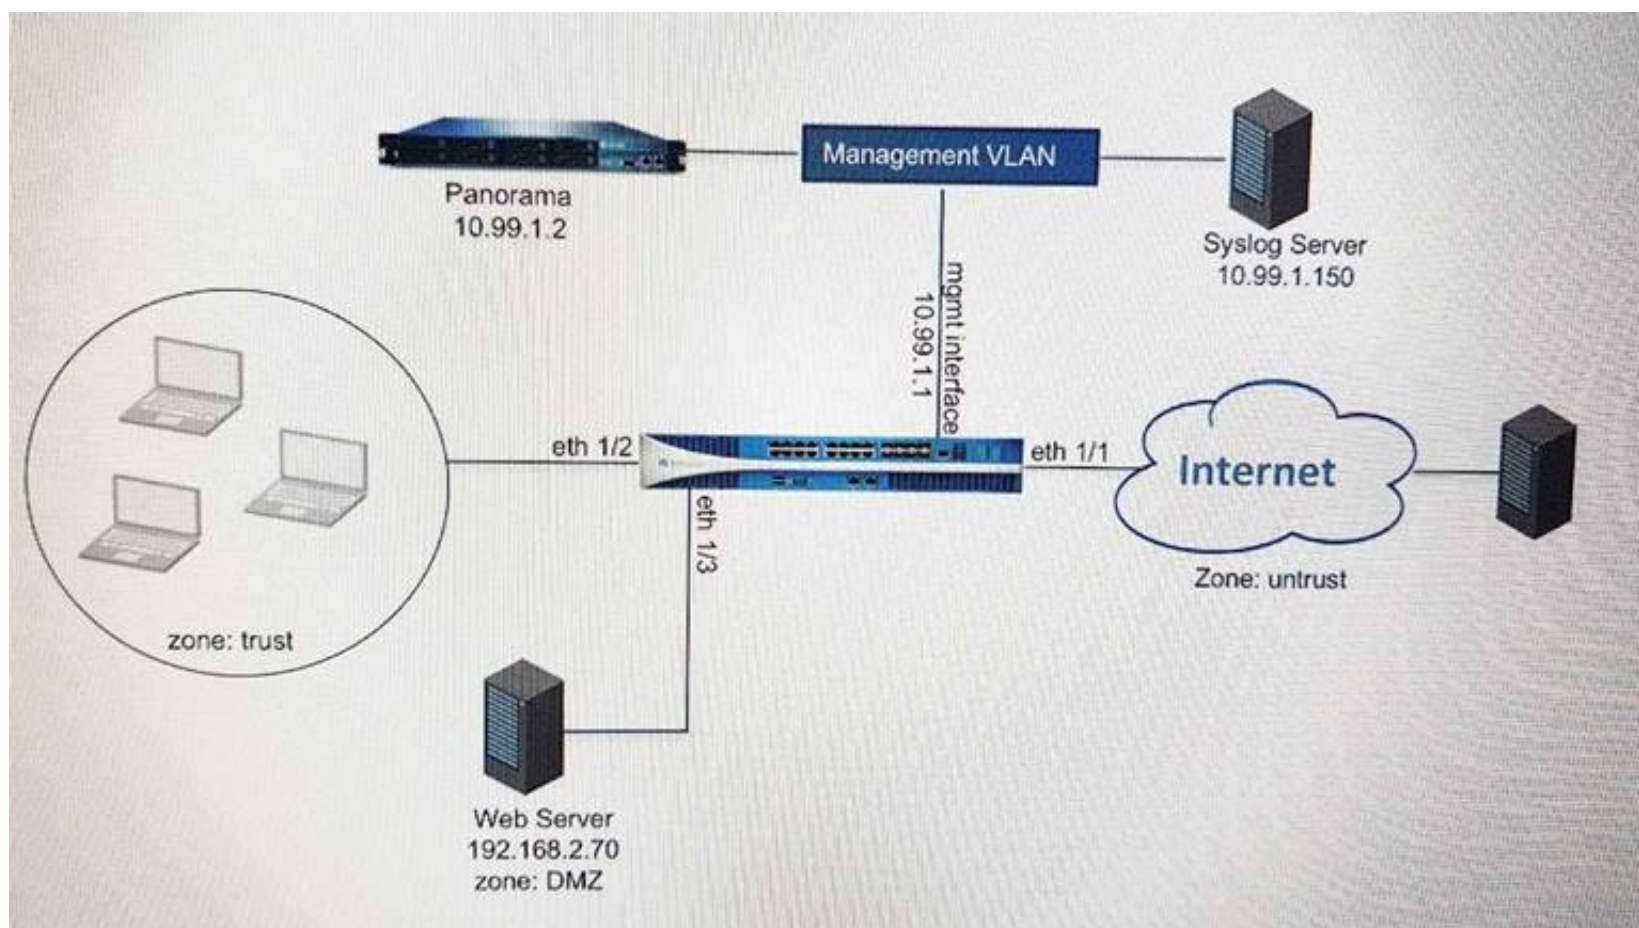 Management VLAN
Panorama
10.99.1.2
Syslog Server
10.99.1.150
mgmt interface
10.99.1.1
eth 1/2
eth 1/1
Internet
eth 1/3
Zone: untrust
zone: trust
Web Server
192.168.2.70
zone: DMZ